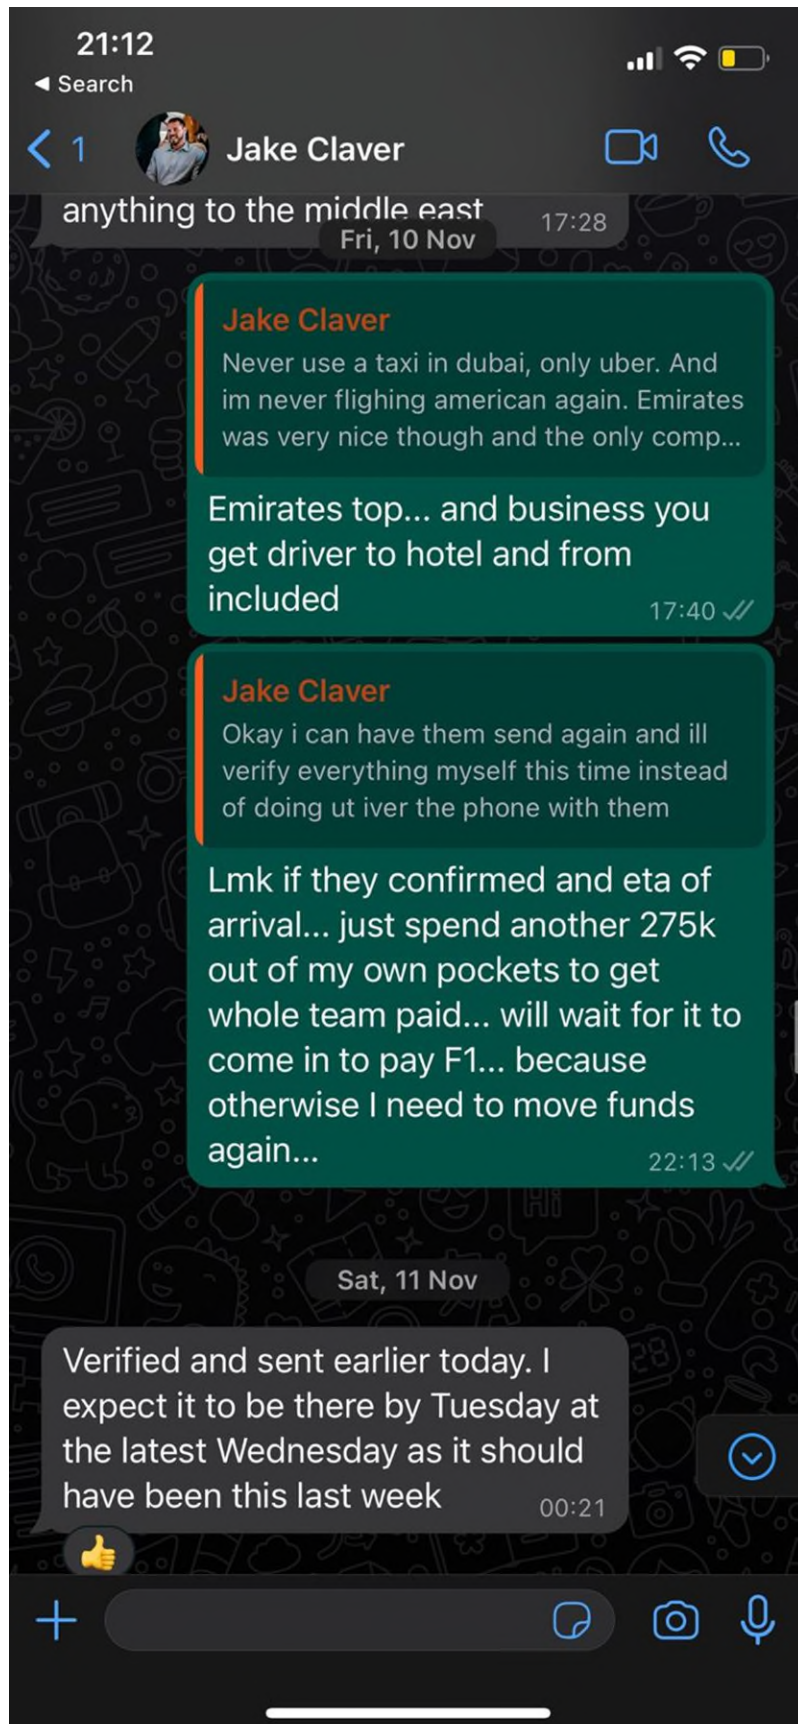 21:12
◀ Search
1
Jake Claver
anything to the middle east
17:28
Fri, 10 Nov
Jake Claver
Never use a taxi in dubai, only uber. And
im never flighing american again. Emirates
was very nice though and the only comp...
Emirates top... and business you
get driver to hotel and from
included
17:40
Jake Claver
Okay i can have them send again and ill
verify everything myself this time instead
of doing ut iver the phone with them
Lmk if they confirmed and eta of
arrival... just spend another 275k
out of my own pockets to get
whole team paid... will wait for it to
come in to pay F1... because
otherwise I need to move funds
again...
22:13
Sat, 11 Nov
Verified and sent earlier today. I
expect it to be there by Tuesday at
the latest Wednesday as it should
have been this last week
00:21
👍